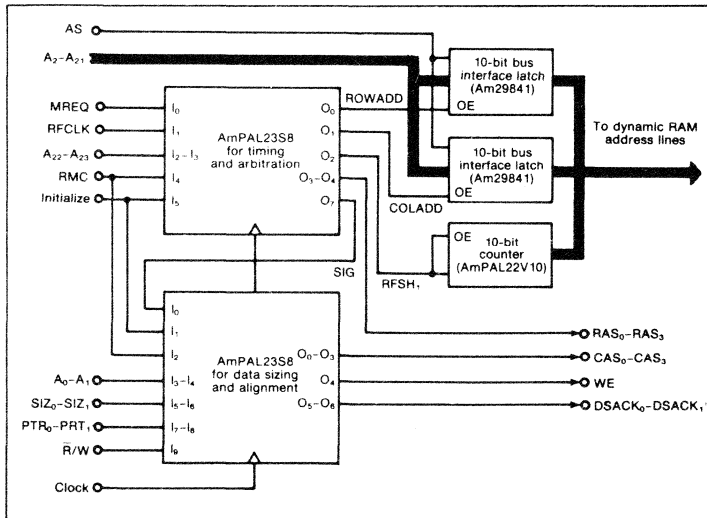 AS
A₂–A₂₁
MREQ
RFCLK
A₂₂–A₂₃
RMC
Initialize
I₀
I₁
I₂–I₃
I₄
I₅
AmPAL23S8
for timing
and arbitration
O₀
O₁
O₂
O₃–O₄
O₇
ROWADD
COLADD
RFSH₁
SIG
10-bit bus
interface latch
(Am29841)
OE
10-bit bus
interface latch
(Am29841)
OE
OE
10-bit
counter
(AmPAL22V10)
To dynamic RAM
address lines
I₀
I₁
I₂
I₃–I₄
I₅–I₆
I₇–I₈
I₉
AmPAL23S8
for data sizing
and alignment
O₀–O₃
O₄
O₅–O₆
A₀–A₁
SIZ₀–SIZ₁
PTR₀–PRT₁
R̅/W
Clock
RAS₀–RAS₃
CAS₀–CAS₃
WE
DSACK₀–DSACK₁